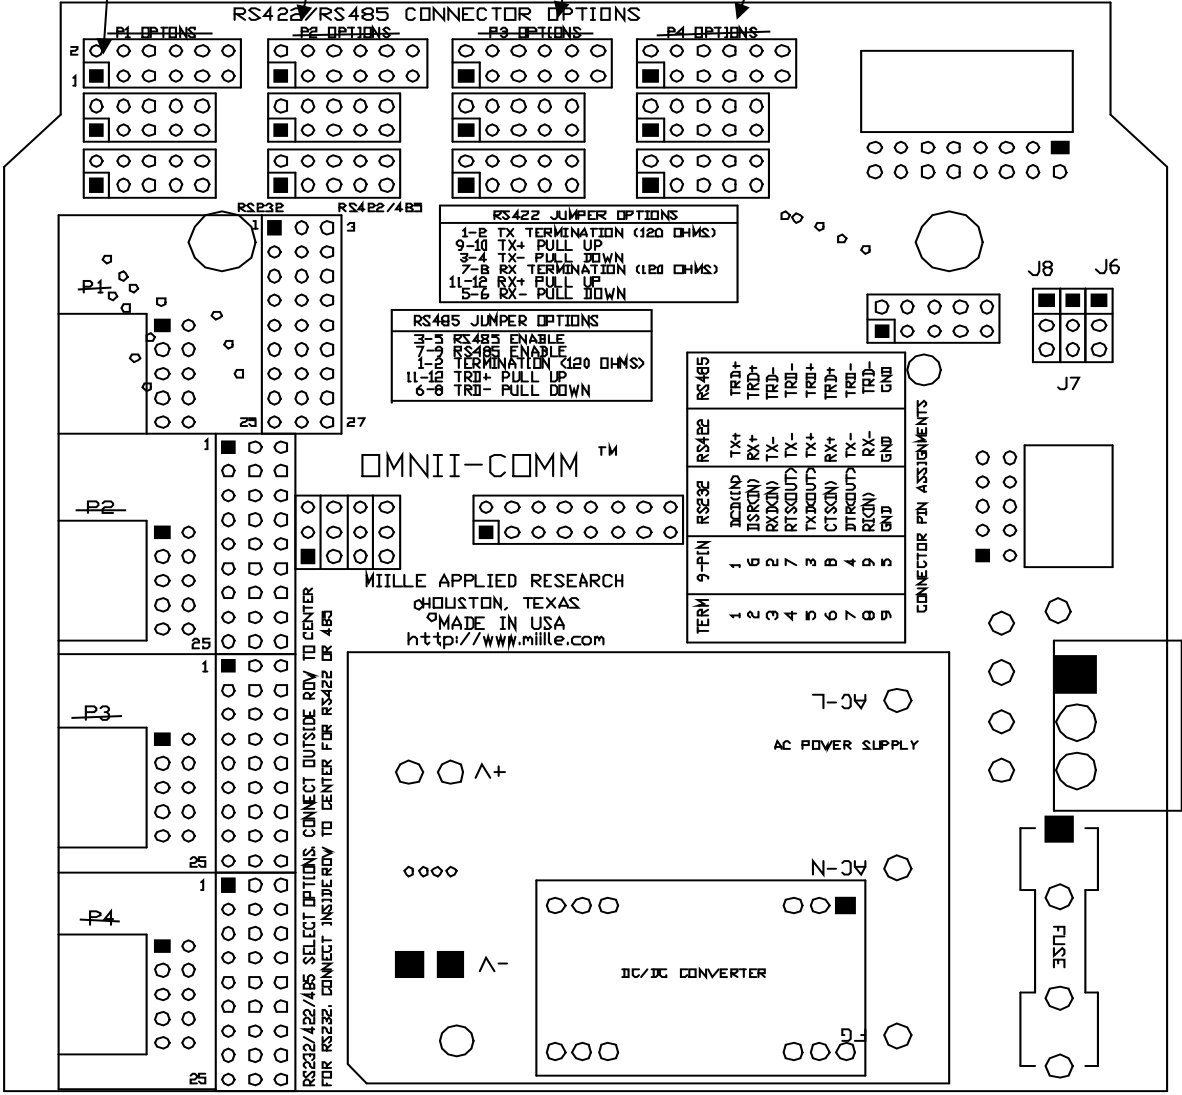 RS422/RS485 CONNECTOR OPTIONS
P1 OPTIONS
P2 OPTIONS
P3 OPTIONS
P4 OPTIONS
2
1
RS232
RS422/485
1
3
25
27
RS422 JUMPER OPTIONS
1-2 TX TERMINATION (120 OHMS)
9-10 TX+ PULL UP
3-4 TX- PULL DOWN
7-8 RX TERMINATION (120 OHMS)
11-12 RX+ PULL UP
5-6 RX- PULL DOWN
RS485 JUMPER OPTIONS
3-5 RS485 ENABLE
7-9 RS485 ENABLE
1-2 TERMINATION (120 OHMS)
11-12 TRD+ PULL UP
6-8 TRD- PULL DOWN
J8
J6
J7
P1
OMNII-COMM ™
RS485 TRD+ TRD+ TRD- TRD- TRD+ TRD+ TRD- TRD- GND
RS422 TX+ RX+ TX- TX- TX+ RX+ TX- RX- GND
RS232 DCD(IN) DSR(IN) RXD(IN) RTS(OUT) TXD(OUT) CTS(IN) DTR(OUT) RI(IN) GND
9-PIN 1 6 2 7 3 8 4 9 5
TERM 1 2 3 4 5 6 7 8 9
CONNECTOR PIN ASSIGNMENTS
MIILLE APPLIED RESEARCH
HOUSTON, TEXAS
MADE IN USA
http://www.miille.com
1
P2
25
1
P3
25
1
P4
25
RS232/422/485 SELECT OPTIONS. CONNECT OUTSIDE ROW TO CENTER
FOR RS232. CONNECT INSIDE ROW TO CENTER FOR RS422 OR 485
AC-L
AC POWER SUPPLY
V+
AC-N
V-
DC/DC CONVERTER
FG
FUSE